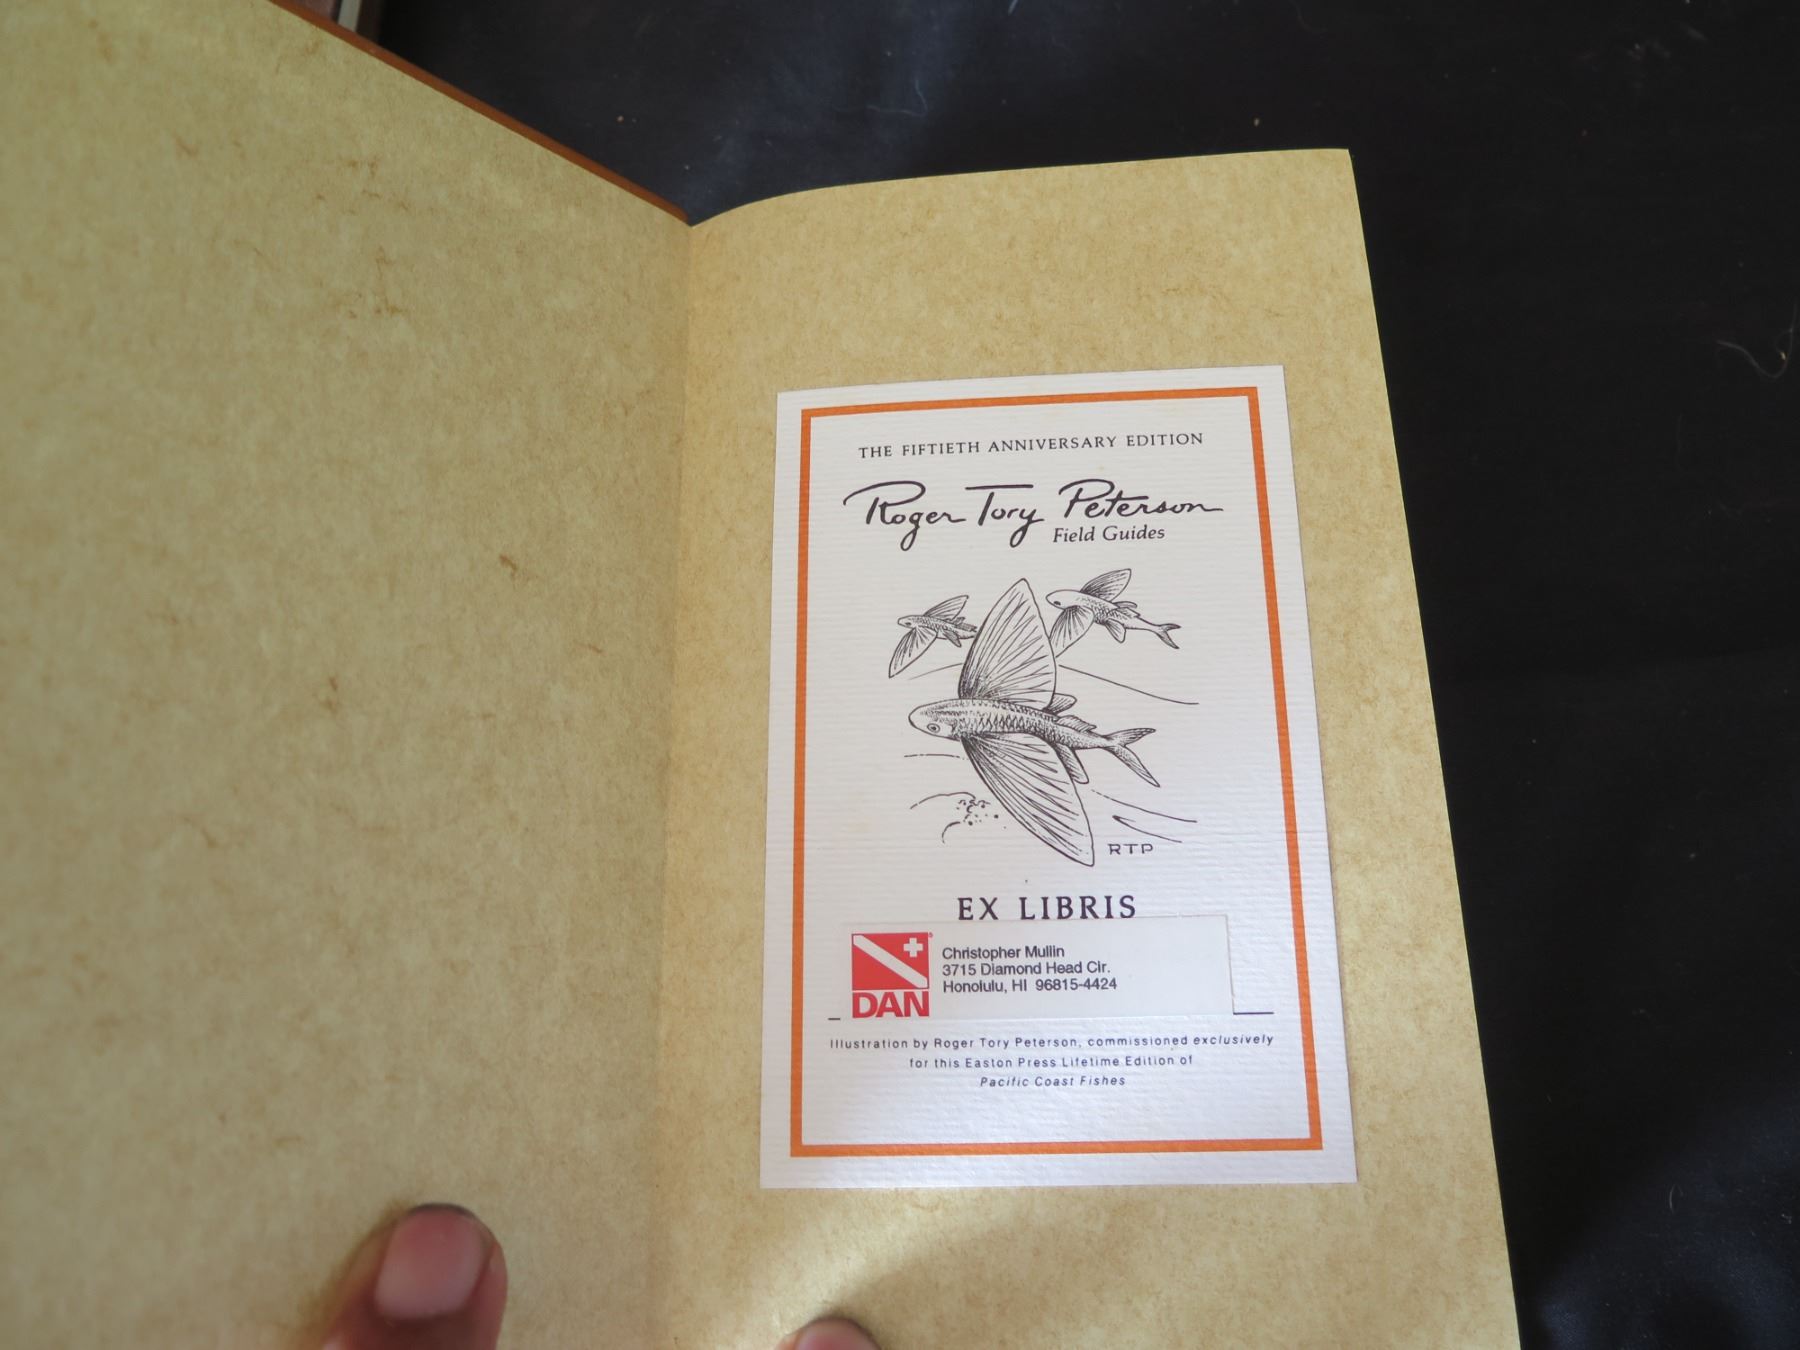 THE FIFTIETH ANNIVERSARY EDITION
Roger Tory Peterson
Field Guides
RTP
EX LIBRIS
DAN
Christopher Mullin
3715 Diamond Head Cir.
Honolulu, HI 96815-4424
Illustration by Roger Tory Peterson, commissioned exclusively
for this Easton Press Lifetime Edition of
Pacific Coast Fishes